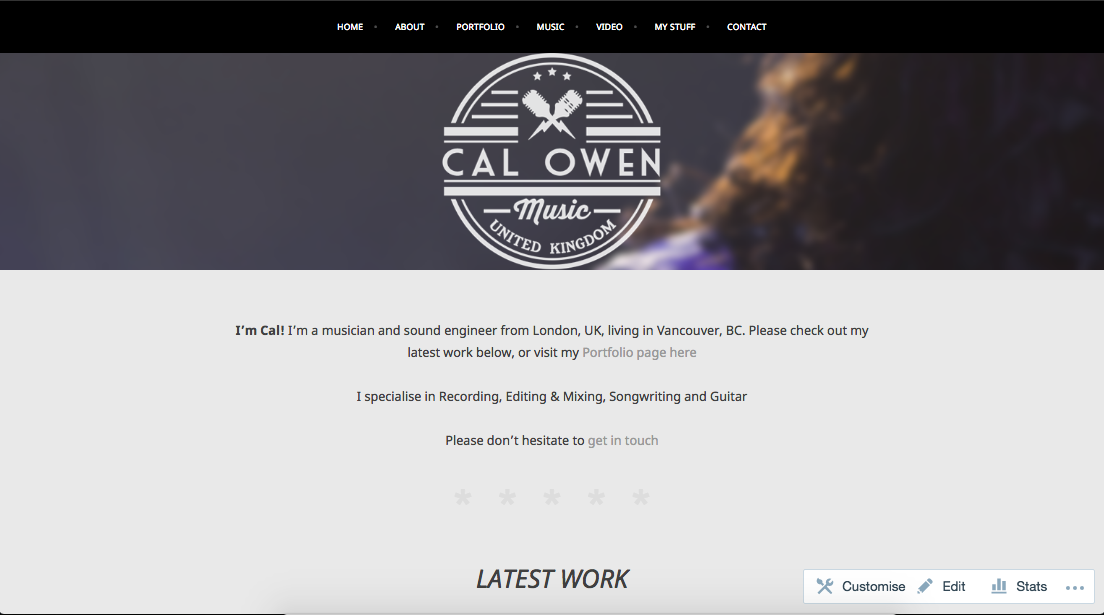 HOME • ABOUT • PORTFOLIO • MUSIC • VIDEO • MY STUFF • CONTACT
CAL OWEN
Music
UNITED KINGDOM
I'm Cal! I'm a musician and sound engineer from London, UK, living in Vancouver, BC. Please check out my
latest work below, or visit my Portfolio page here
I specialise in Recording, Editing & Mixing, Songwriting and Guitar
Please don't hesitate to get in touch
* * * * *
LATEST WORK
Customise Edit Stats ...